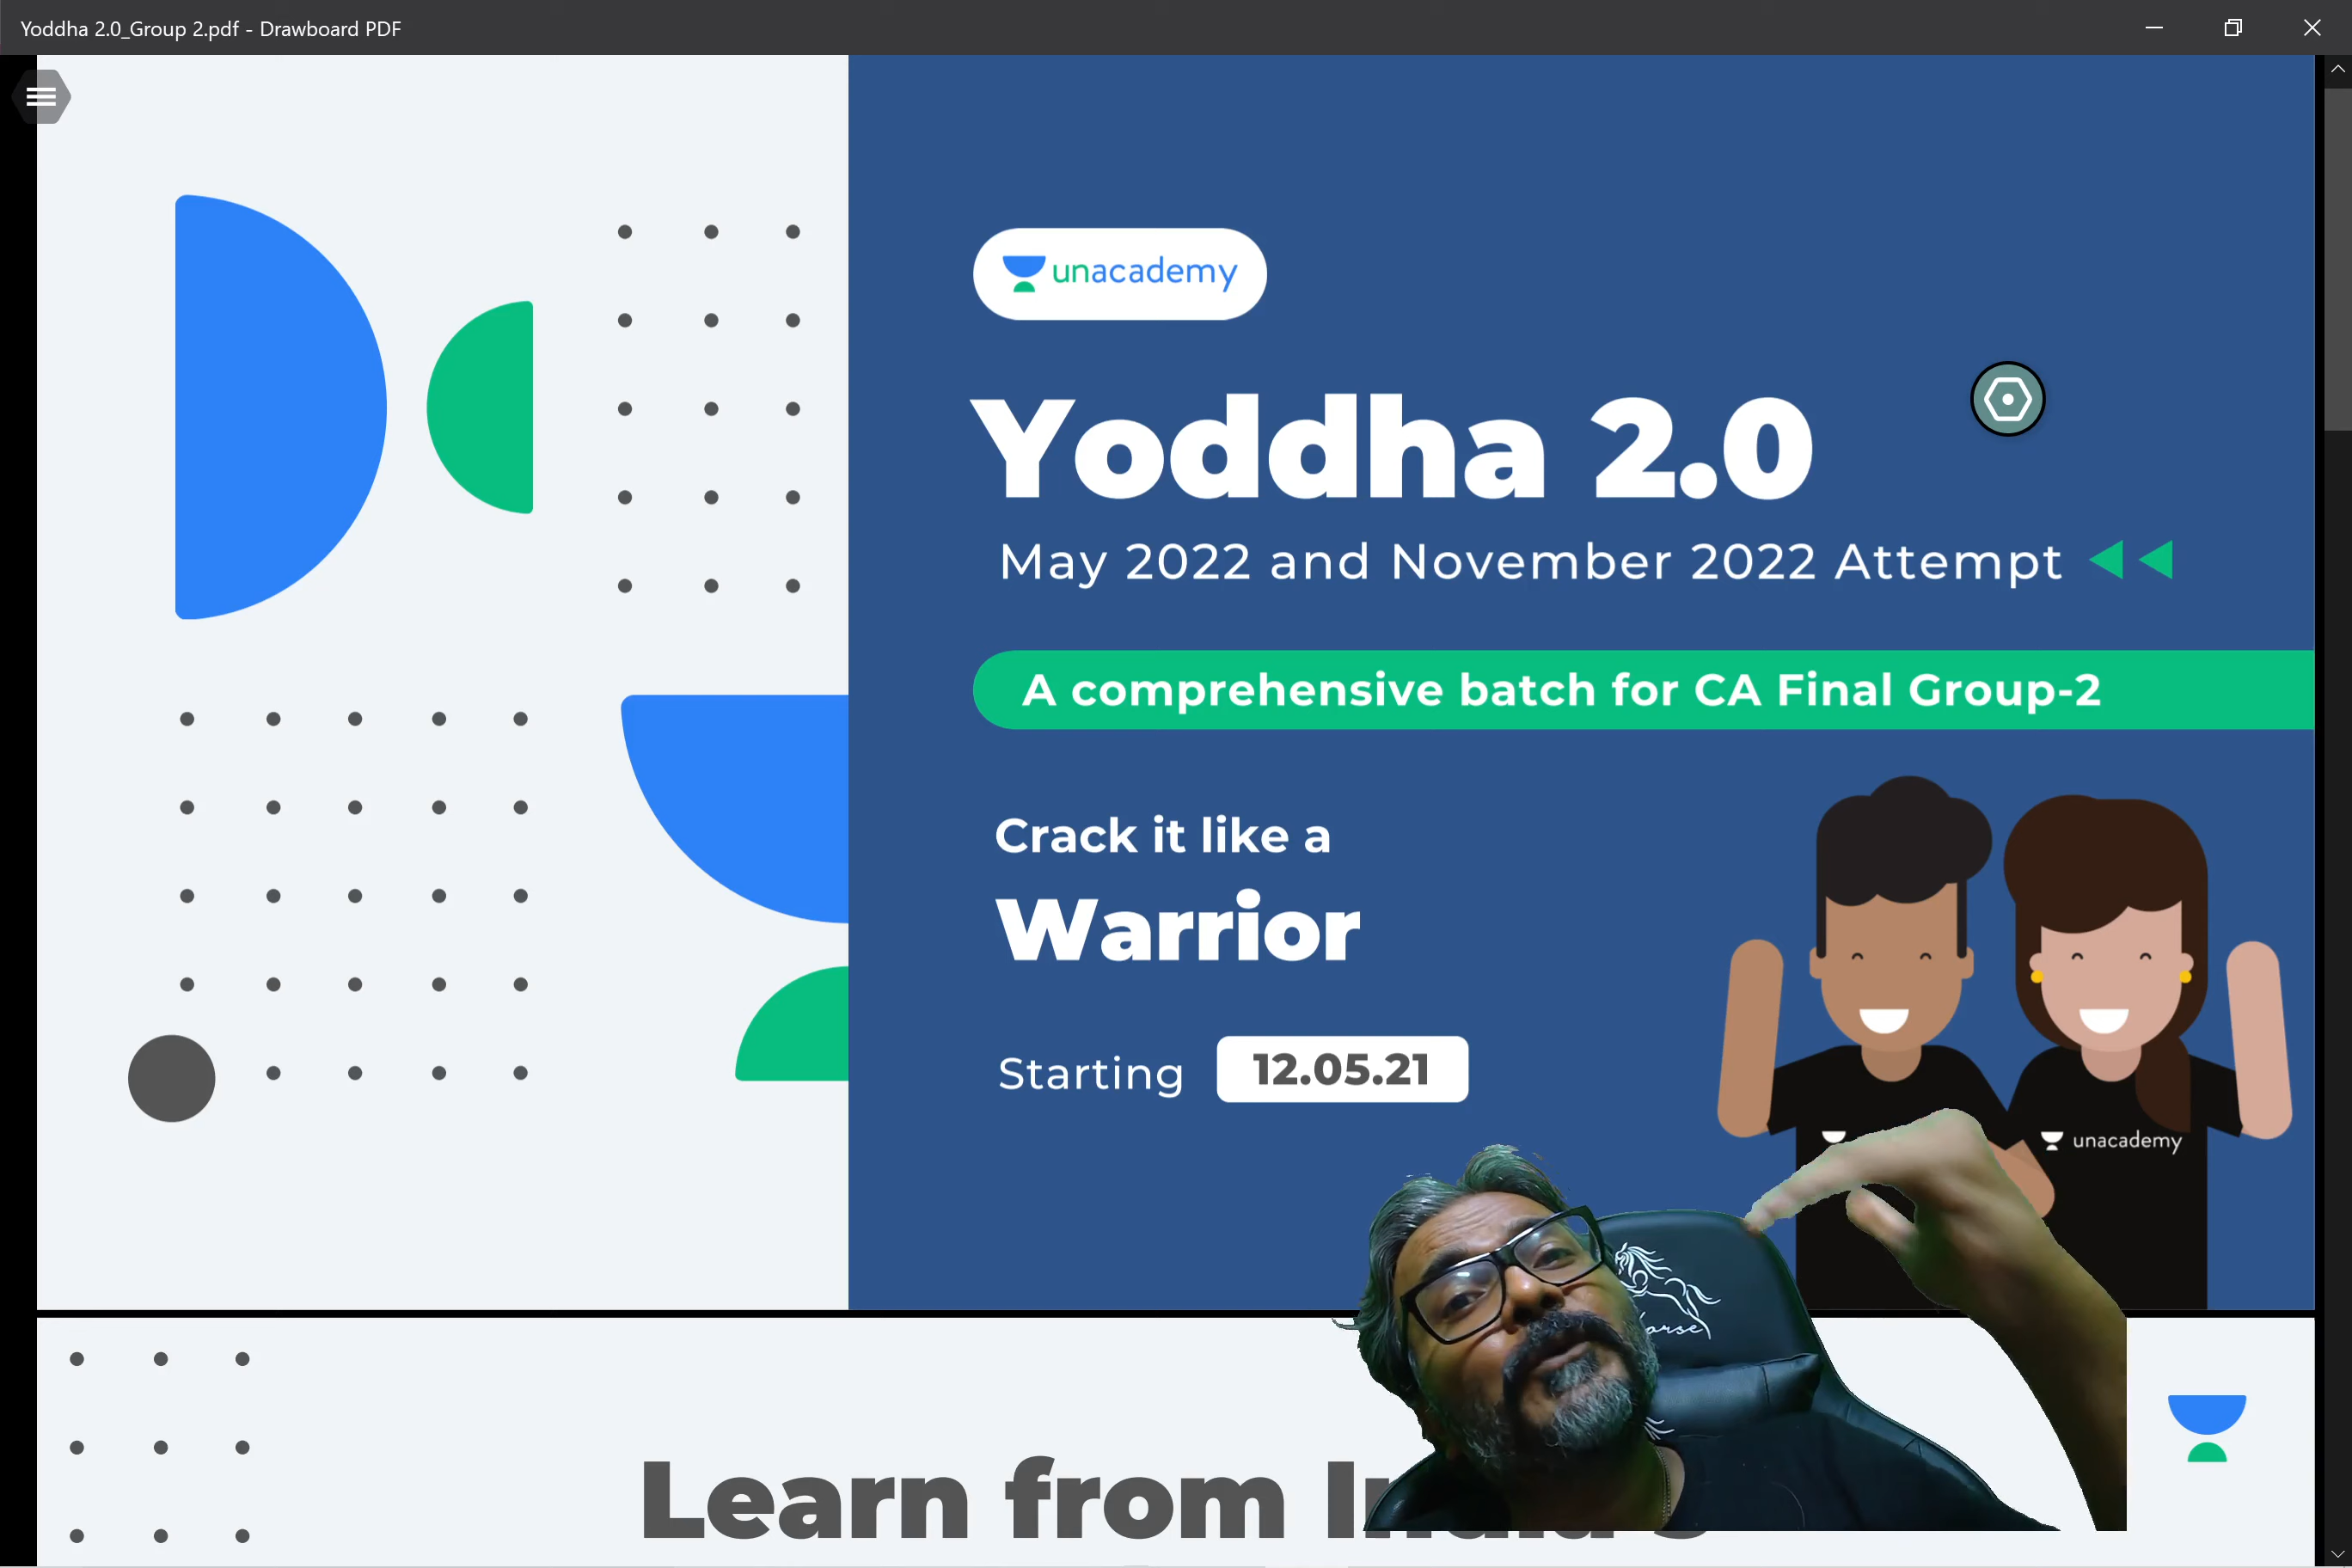 Yoddha 2.0_Group 2.pdf - Drawboard PDF
unacademy
Yoddha 2.0
May 2022 and November 2022 Attempt
A comprehensive batch for CA Final Group-2
Crack it like a
Warrior
Starting 12.05.21
unacademy
Learn from